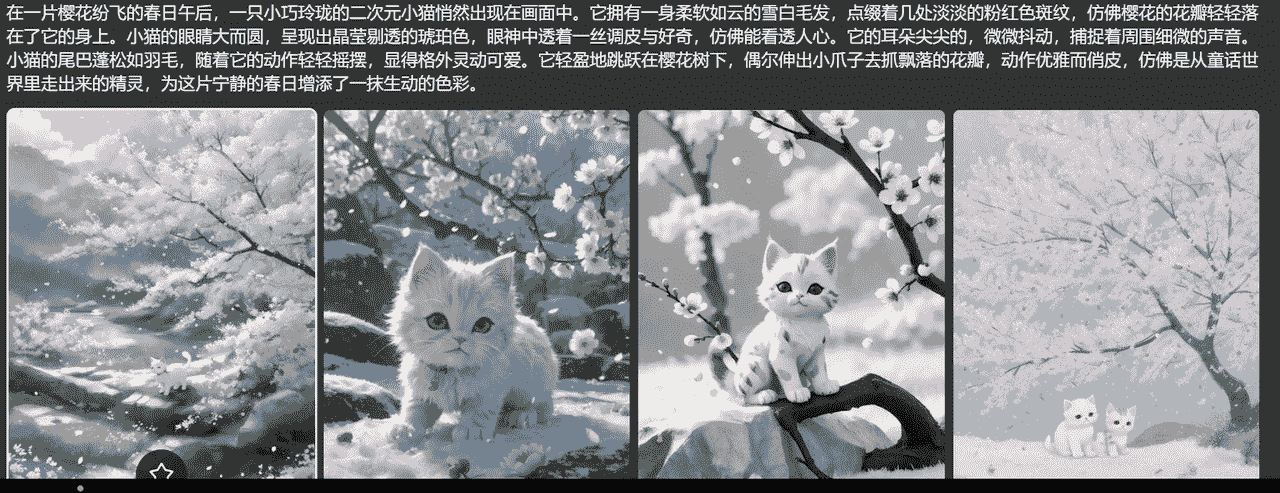 在一片樱花纷飞的春日午后，一只小巧玲珑的二次元小猫悄然出现在画面中。它拥有一身柔软如云的雪白毛发，点缀着几处淡淡的粉红色斑纹，仿佛樱花的花瓣轻轻落
在了它的身上。小猫的眼睛大而圆，呈现出晶莹剔透的琥珀色，眼神中透着一丝调皮与好奇，仿佛能看透人心。它的耳朵尖尖的，微微抖动，捕捉着周围细微的声音。
小猫的尾巴蓬松如羽毛，随着它的动作轻轻摇摆，显得格外灵动可爱。它轻盈地跳跃在樱花树下，偶尔伸出小爪子去抓飘落的花瓣，动作优雅而俏皮，仿佛是从童话世
界里走出来的精灵，为这片宁静的春日增添了一抹生动的色彩。